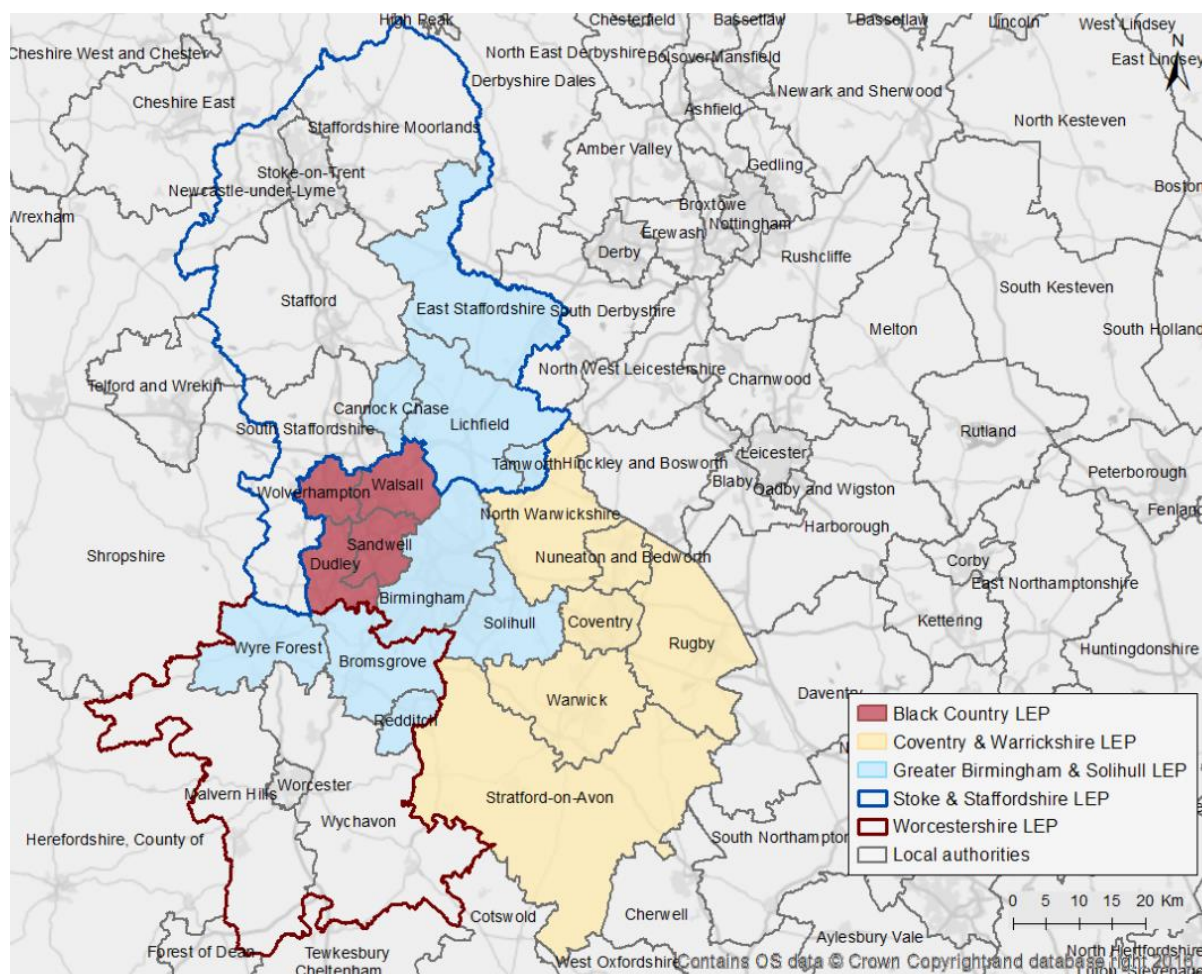 High Peak
Chesterfield
Bassetlaw
Bassetlaw
Lincoln
West Lindsey
Cheshire West and Chester
North East Derbyshire
Bolsover
Mansfield
N
East Lindsey
Derbyshire Dales
Cheshire East
Newark and Sherwood
Ashfield
North Kesteven
Staffordshire Moorlands
Amber Valley
Gedling
Stoke-on-Trent
Newcastle-under-Lyme
Boston
Broxtowe
Wrexham
Nottingham
Erewash
Derby
Rushcliffe
South Kesteven
Stafford
East Staffordshire
South Derbyshire
Melton
South Holland
Telford and Wrekin
North West Leicestershire
Charnwood
Cannock Chase
Lichfield
South Staffordshire
Rutland
Leicester
Tamworth
Hinckley and Bosworth
Peterborough
Walsall
Blaby
Wolverhampton
Oadby and Wigston
Fenland
North Warwickshire
Harborough
Sandwell
Shropshire
Nuneaton and Bedworth
Corby
Dudley
East Northamptonshire
Birmingham
Solihull
Coventry
Kettering
Rugby
Wyre Forest
Bromsgrove
Huntingdonshire
Warwick
Daventry
Redditch
Black Country LEP
Coventry & Warrickshire LEP
Greater Birmingham & Solihull LEP
Stoke & Staffordshire LEP
Worcestershire LEP
Local authorities
Worcester
Malvern Hills
Stratford-on-Avon
Wychavon
Herefordshire, County of
South Northampton
0 5 10 15 20 Km
Cotswold
Cherwell
Forest of Dean
Tewkesbury
Aylesbury Vale
North Hertfordshire
Cheltenham
West Oxfordshire
Contains OS data © Crown Copyright and database right 2016